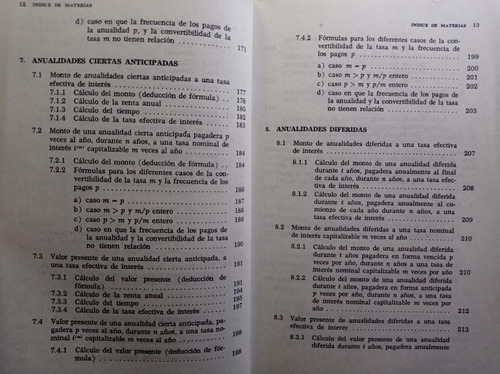 12 INDICE DE MATERIAS
d) caso en que la frecuencia de los pagos de
la anualidad p, y la convertibilidad de la
tasa m no tienen relación 171
7. ANUALIDADES CIERTAS ANTICIPADAS
7.1 Monto de anualidades ciertas anticipadas a una tasa
efectiva de interés 177
7.1.1 Cálculo del monto (deducción de fórmula) 178
7.1.2 Cálculo de la renta anual 180
7.1.3 Cálculo del tiempo 182
7.1.4 Cálculo de la tasa efectiva de interés 183
7.2 Monto de una anualidad cierta anticipada pagadera
p veces al año, durante n años, a una tasa nominal de
interés i⁽ᵐ⁾ capitalizable m veces al año 184
7.2.1 Cálculo del monto (deducción de fórmula) 184
7.2.2 Fórmulas para los diferentes casos de la con-
vertibilidad de la tasa m y la frecuencia de los
pagos p 186
a) caso m = p 187
b) caso m > p y m/p entero 188
c) caso p > m y p/m entero 189
d) caso en que la frecuencia de los pagos de
la anualidad y la convertibilidad de la tasa
no tienen relación 190
7.3 Valor presente de una anualidad cierta anticipada, a
una tasa efectiva de interés 191
7.3.1 Cálculo del valor presente (deducción de
fórmula) 191
7.3.2 Cálculo de la renta anual 194
7.3.3 Cálculo del tiempo 195
7.3.4 Cálculo de la tasa efectiva de interés 197
7.4 Valor presente de una anualidad cierta anticipada, pa-
gadera p veces al año, durante n años, a una tasa no-
minal i⁽ᵐ⁾ capitalizable m veces al año 198
7.4.1 Cálculo del valor presente (deducción de fór-
mula) 198
INDICE DE MATERIAS 13
7.4.2 Fórmulas para los diferentes casos de la con-
vertibilidad de la tasa m y la frecuencia de los
pagos p 199
a) caso m = p 200
b) caso m > p y m/p entero 201
c) caso p > m y p/m entero 202
d) caso en que la frecuencia de los pagos de
la anualidad y la convertibilidad de la tasa
no tienen relación 203
8. ANUALIDADES DIFERIDAS
8.1 Monto de anualidades diferidas a una tasa efectiva
de interés 207
8.1.1 Cálculo del monto de una anualidad diferida
durante t años, pagadera anualmente al final
de cada año, durante n años, a una tasa efec-
tiva de interés 208
8.1.2 Cálculo del monto de una anualidad diferida
durante t años, pagadera anualmente al co-
mienzo de cada año durante n años, a una tasa
efectiva de interés 209
8.2 Monto de anualidades diferidas a una tasa nominal
de interés capitalizable m veces al año 210
8.2.1 Cálculo del monto de una anualidad diferida
durante t años pagadera en forma vencida p
veces por año, durante n años, a una tasa de
interés nominal capitalizable m veces por año 210
8.2.2 Cálculo del monto de una anualidad diferida
durante t años, pagadera en forma anticipada
p veces por año, durante n años, a una tasa de
interés nominal capitalizable m veces por
año 212
8.3 Valor presente de anualidades diferidas a una tasa
efectiva de interés 213
8.3.1 Cálculo del valor presente de una anualidad
diferida durante t años, pagadera anualmente